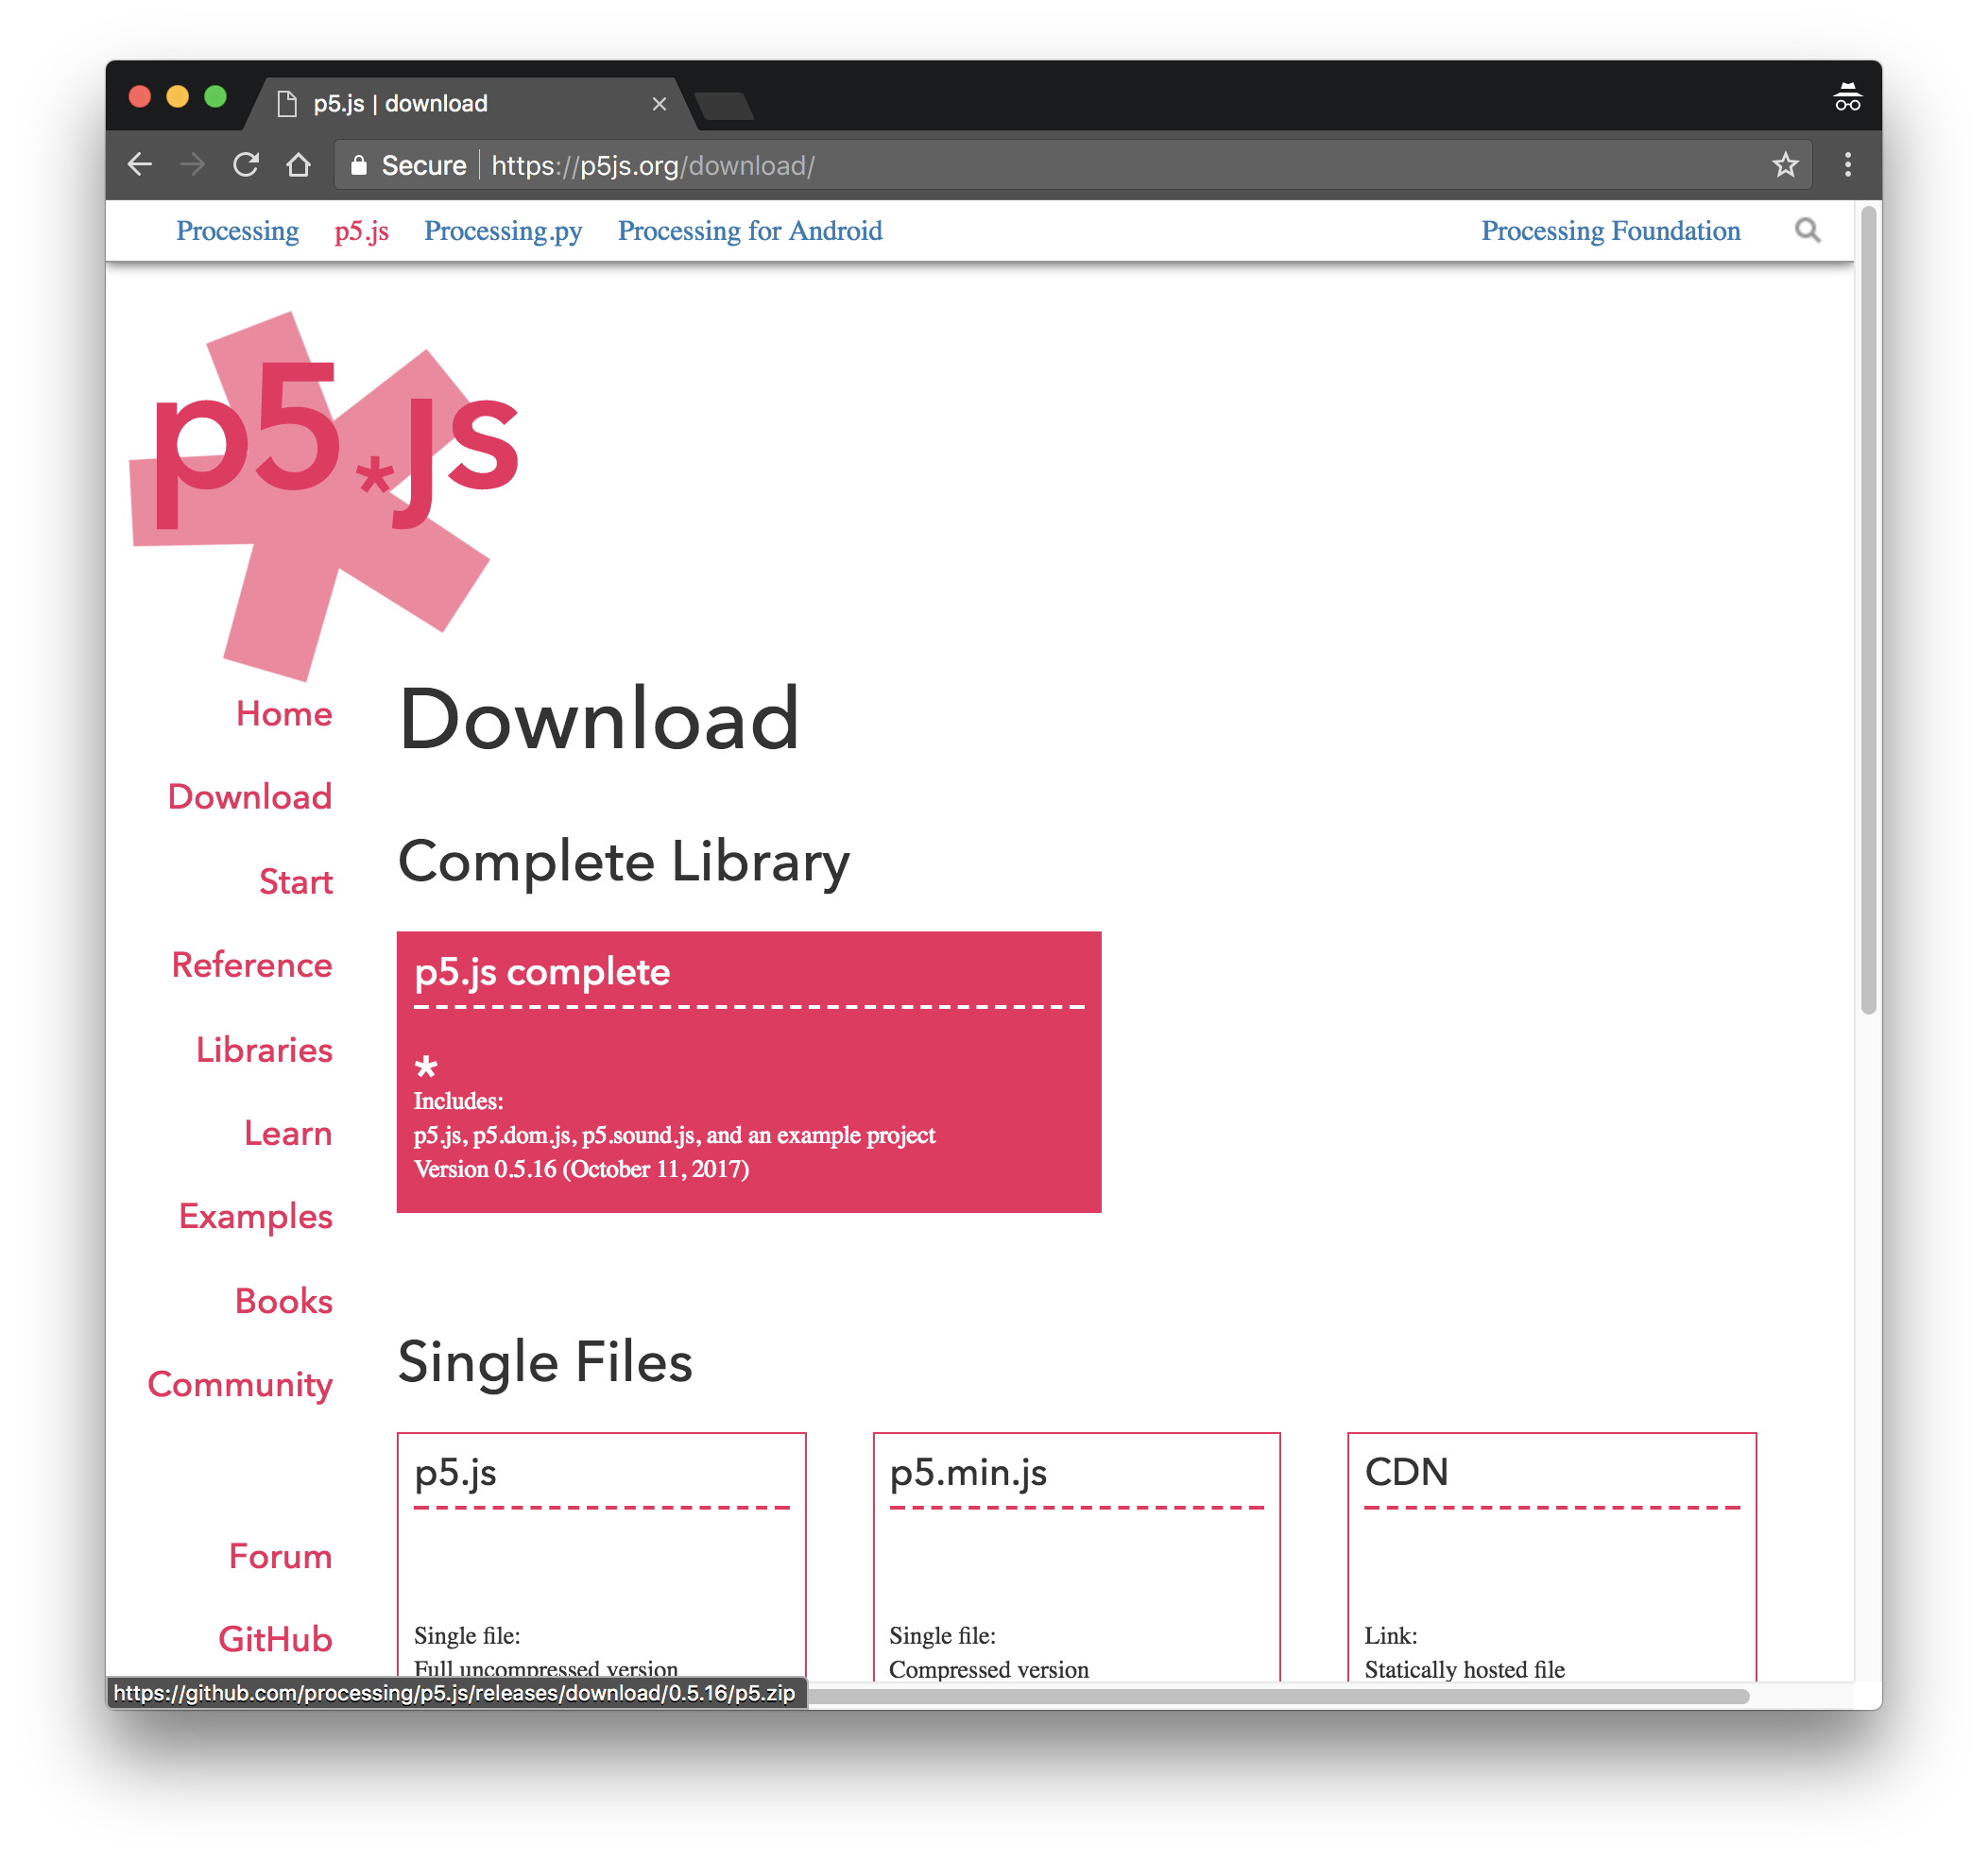 p5.js | download
Secure https://p5js.org/download/
Processing p5.js Processing.py Processing for Android Processing Foundation
p5.*js
Home
Download
Start
Reference
Libraries
Learn
Examples
Books
Community
Forum
GitHub
Download
Complete Library
p5.js complete
*
Includes:
p5.js, p5.dom.js, p5.sound.js, and an example project
Version 0.5.16 (October 11, 2017)
Single Files
p5.js
Single file:
Full uncompressed version
p5.min.js
Single file:
Compressed version
CDN
Link:
Statically hosted file
https://github.com/processing/p5.js/releases/download/0.5.16/p5.zip